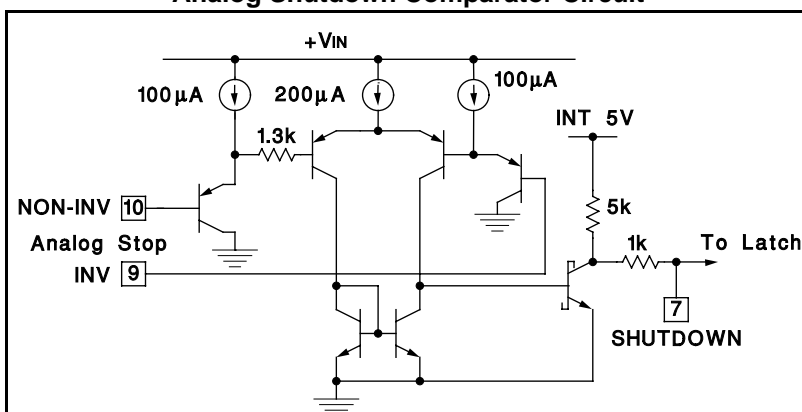 Analog Shutdown Comparator Circuit
+VIN
100µA
200µA
100µA
1.3k
INT 5V
NON-INV 10
5k
Analog Stop
1k
To Latch
INV 9
7
SHUTDOWN